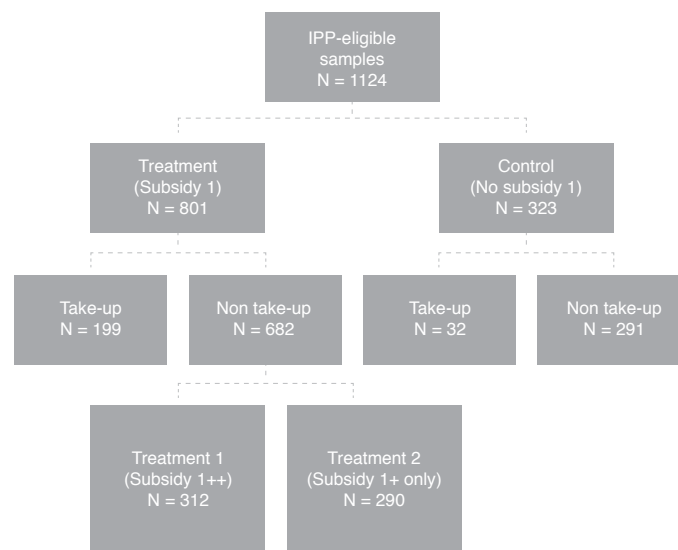 IPP-eligible
samples
N = 1124
Treatment
(Subsidy 1)
N = 801
Control
(No subsidy 1)
N = 323
Take-up
N = 199
Non take-up
N = 682
Take-up
N = 32
Non take-up
N = 291
Treatment 1
(Subsidy 1++)
N = 312
Treatment 2
(Subsidy 1+ only)
N = 290